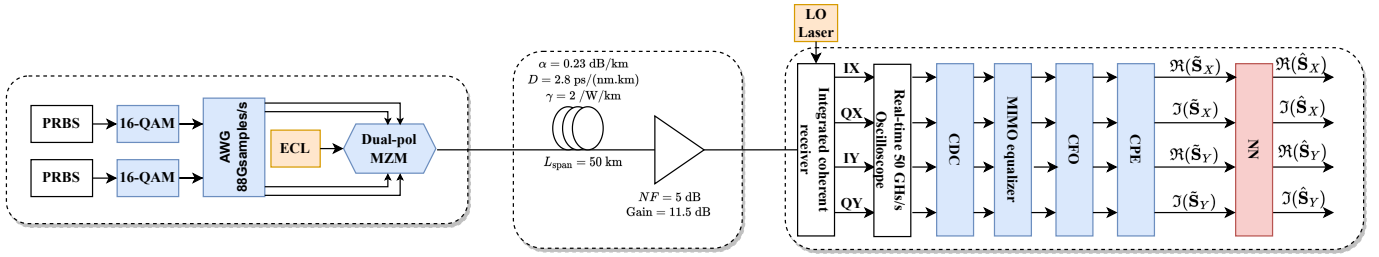 PRBS
16-QAM
PRBS
16-QAM
AWG
88Gsamples/s
ECL
Dual-pol
MZM
α = 0.23 dB/km
D = 2.8 ps/(nm.km)
γ = 2 /W/km
L_span = 50 km
NF = 5 dB
Gain = 11.5 dB
LO
Laser
Integrated coherent
receiver
IX
QX
IY
QY
Real-time 50 GHs/s
Oscilloscope
CDC
MIMO equalizer
CFO
CPE
ℜ(S̃_X)
ℑ(S̃_X)
ℜ(S̃_Y)
ℑ(S̃_Y)
NN
ℜ(Ŝ_X)
ℑ(Ŝ_X)
ℜ(Ŝ_Y)
ℑ(Ŝ_Y)